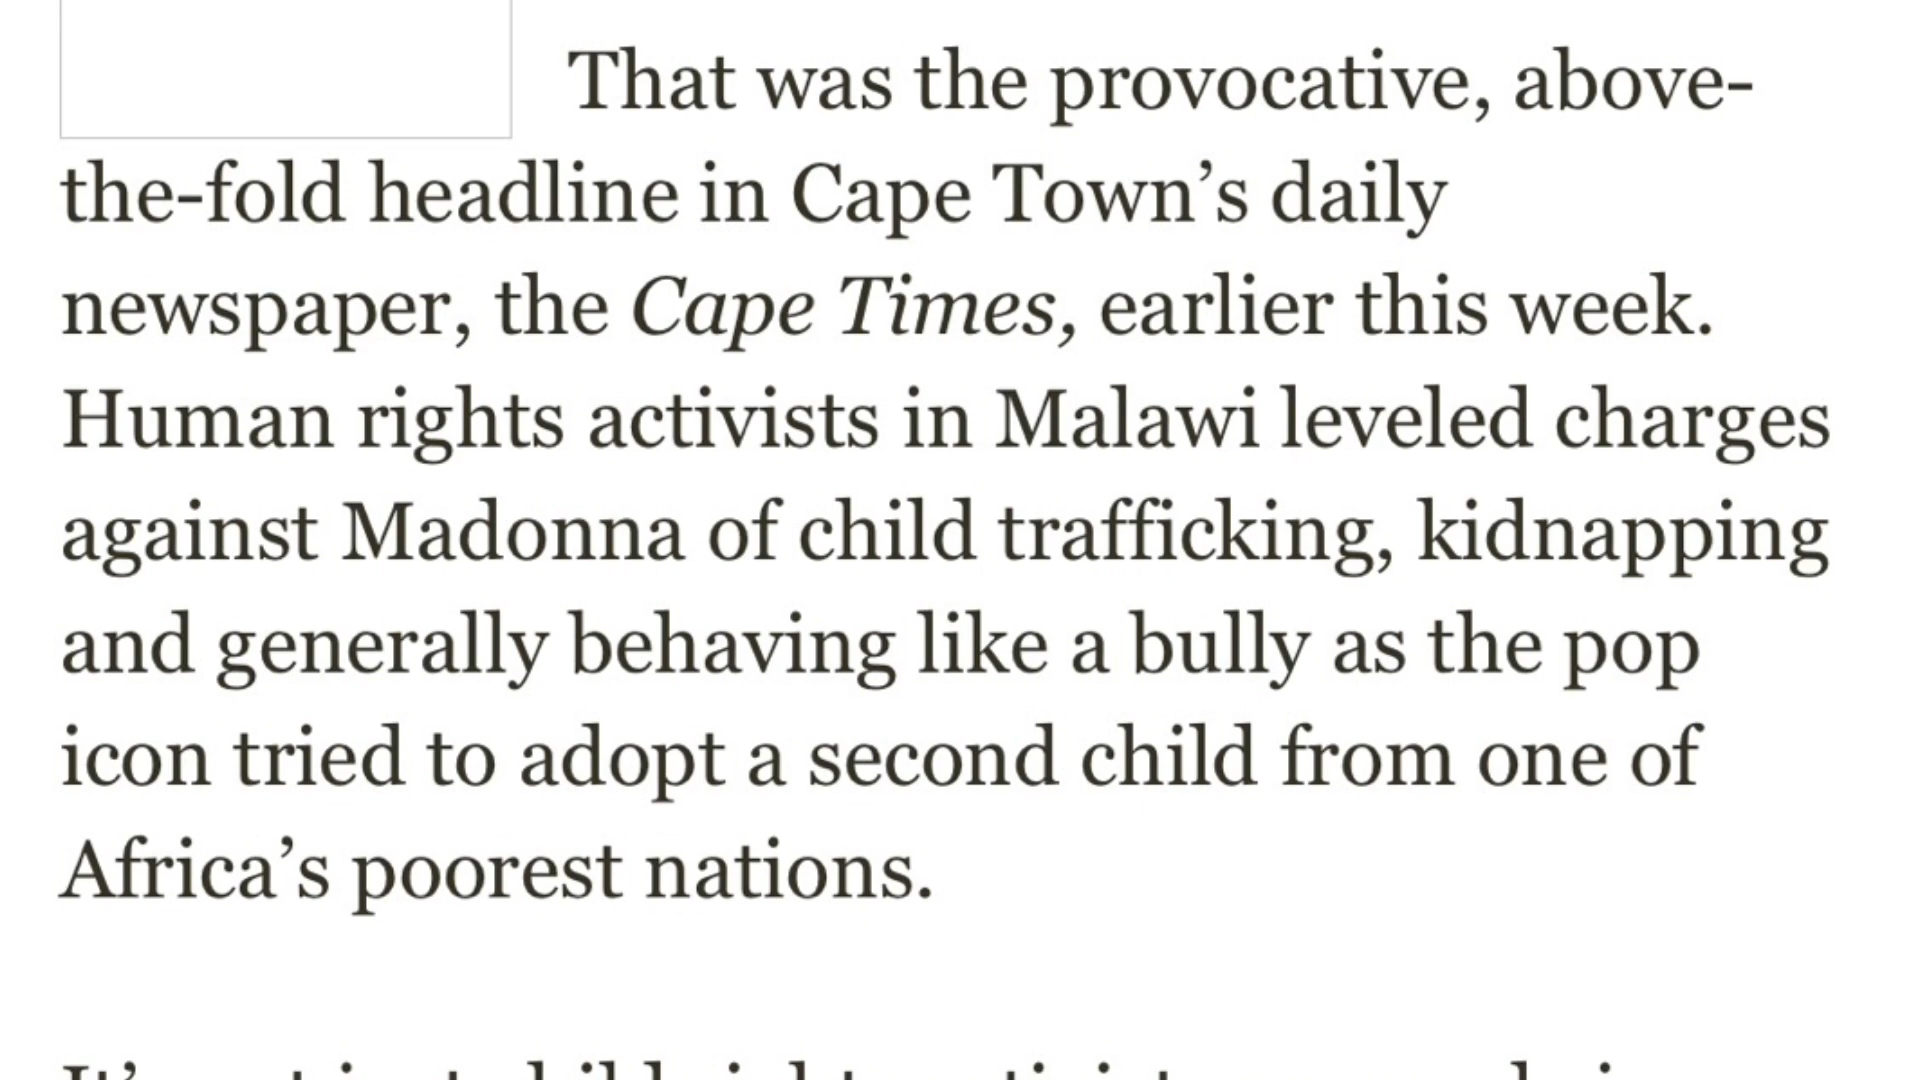 That was the provocative, above-
the-fold headline in Cape Town’s daily
newspaper, the Cape Times, earlier this week.
Human rights activists in Malawi leveled charges
against Madonna of child trafficking, kidnapping
and generally behaving like a bully as the pop
icon tried to adopt a second child from one of
Africa’s poorest nations.